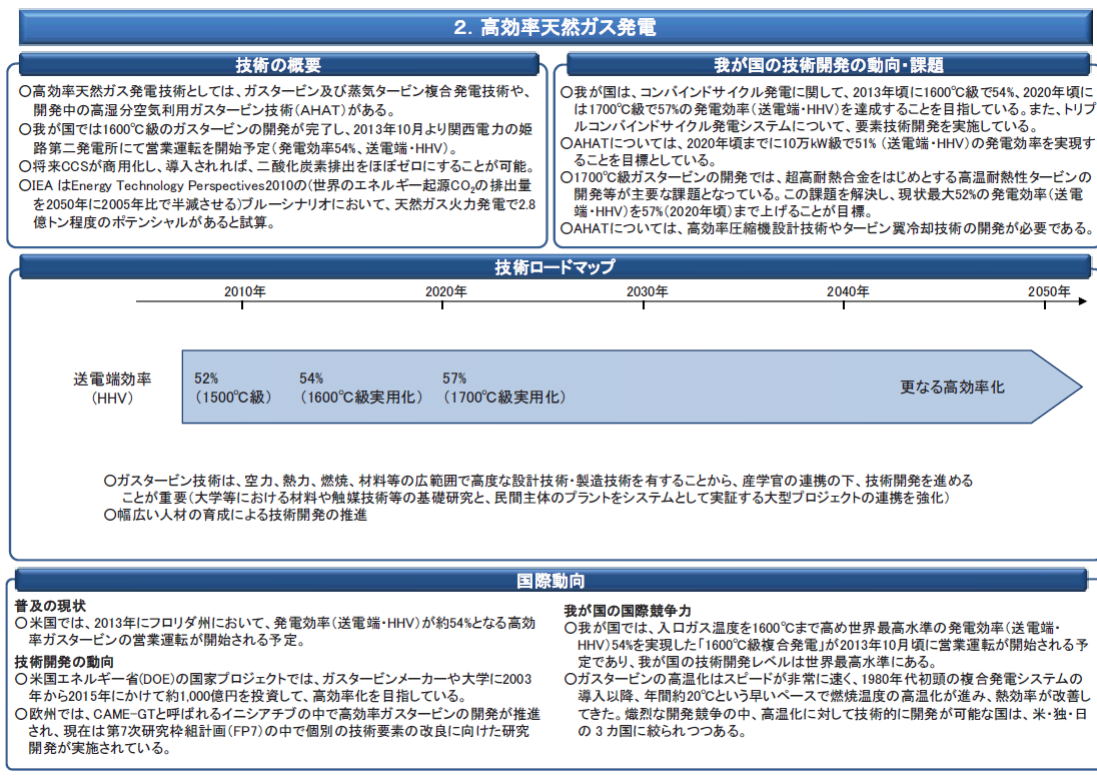 2．高効率天然ガス発電
技術の概要
○高効率天然ガス発電技術としては、ガスタービン及び蒸気タービン複合発電技術や、
開発中の高湿分空気利用ガスタービン技術（AHAT）がある。
○我が国では1600℃級のガスタービンの開発が完了し、2013年10月より関西電力の姫
路第二発電所にて営業運転を開始予定（発電効率54%、送電端・HHV）。
○将来CCSが商用化し、導入されれば、二酸化炭素排出をほぼゼロにすることが可能。
○IEA はEnergy Technology Perspectives2010の（世界のエネルギー起源CO₂の排出量
を2050年に2005年比で半減させる）ブルーシナリオにおいて、天然ガス火力発電で2.8
億トン程度のポテンシャルがあると試算。
我が国の技術開発の動向・課題
○我が国は、コンバインドサイクル発電に関して、2013年頃に1600℃級で54%、2020年頃に
は1700℃級で57%の発電効率（送電端・HHV）を達成することを目指している。また、トリプ
ルコンバインドサイクル発電システムについて、要素技術開発を実施している。
○AHATについては、2020年頃までに10万kW級で51% （送電端・HHV）の発電効率を実現す
ることを目標としている。
○1700℃級ガスタービンの開発では、超高耐熱合金をはじめとする高温耐熱性タービンの
開発等が主要な課題となっている。この課題を解決し、現状最大52%の発電効率（送電
端・HHV）を57%（2020年頃）まで上げることが目標。
○AHATについては、高効率圧縮機設計技術やタービン翼冷却技術の開発が必要である。
技術ロードマップ
2010年 2020年 2030年 2040年 2050年
送電端効率
（HHV）
52% 54% 57%
（1500℃級） （1600℃級実用化） （1700℃級実用化） 更なる高効率化
○ガスタービン技術は、空力、熱力、燃焼、材料等の広範囲で高度な設計技術・製造技術を有することから、産学官の連携の下、技術開発を進める
ことが重要（大学等における材料や触媒技術等の基礎研究と、民間主体のプラントをシステムとして実証する大型プロジェクトの連携を強化）
○幅広い人材の育成による技術開発の推進
国際動向
普及の現状
○米国では、2013年にフロリダ州において、発電効率（送電端・HHV）が約54%となる高効
率ガスタービンの営業運転が開始される予定。
技術開発の動向
○米国エネルギー省（DOE）の国家プロジェクトでは、ガスタービンメーカーや大学に2003
年から2015年にかけて約1,000億円を投資して、高効率化を目指している。
○欧州では、CAME-GTと呼ばれるイニシアチブの中で高効率ガスタービンの開発が推進
され、現在は第7次研究枠組計画（FP7）の中で個別の技術要素の改良に向けた研究
開発が実施されている。
我が国の国際競争力
○我が国では、入口ガス温度を1600℃まで高め世界最高水準の発電効率（送電端・
HHV）54%を実現した「1600℃級複合発電」が2013年10月頃に営業運転が開始される予
定であり、我が国の技術開発レベルは世界最高水準にある。
○ガスタービンの高温化はスピードが非常に速く、1980年代初頭の複合発電システムの
導入以降、年間約20℃という早いペースで燃焼温度の高温化が進み、熱効率が改善し
てきた。熾烈な開発競争の中、高温化に対して技術的に開発が可能な国は、米・独・日
の 3 カ国に絞られつつある。